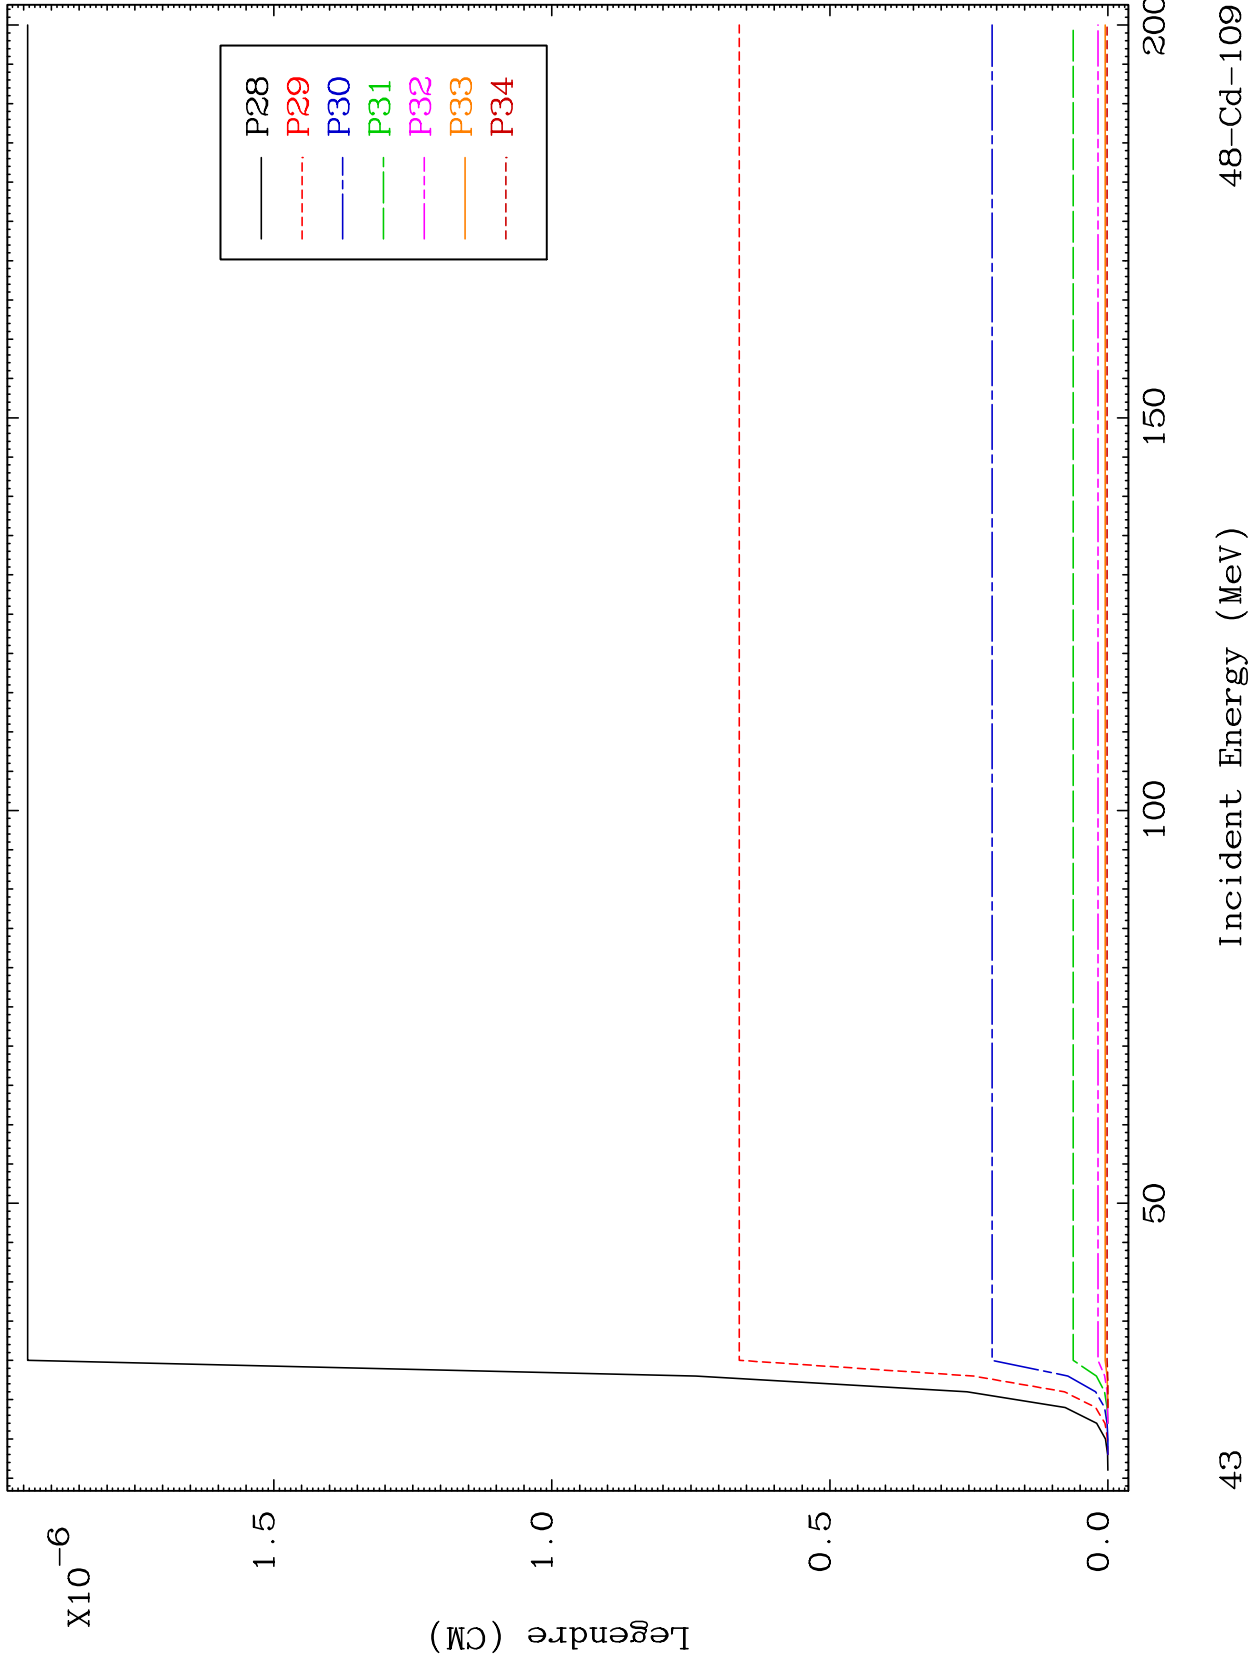 X10-6
1.5
1.0
0.5
0.0
Legendre (CM)
P28
P29
P30
P31
P32
P33
P34
50
100
150
200
Incident Energy (MeV)
43
48-Cd-109